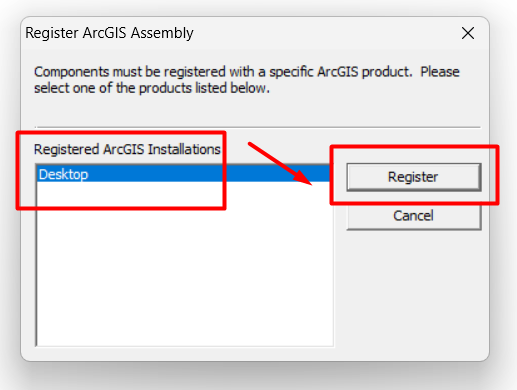 Register ArcGIS Assembly
Components must be registered with a specific ArcGIS product. Please
select one of the products listed below.
Registered ArcGIS Installations
Desktop
Register
Cancel